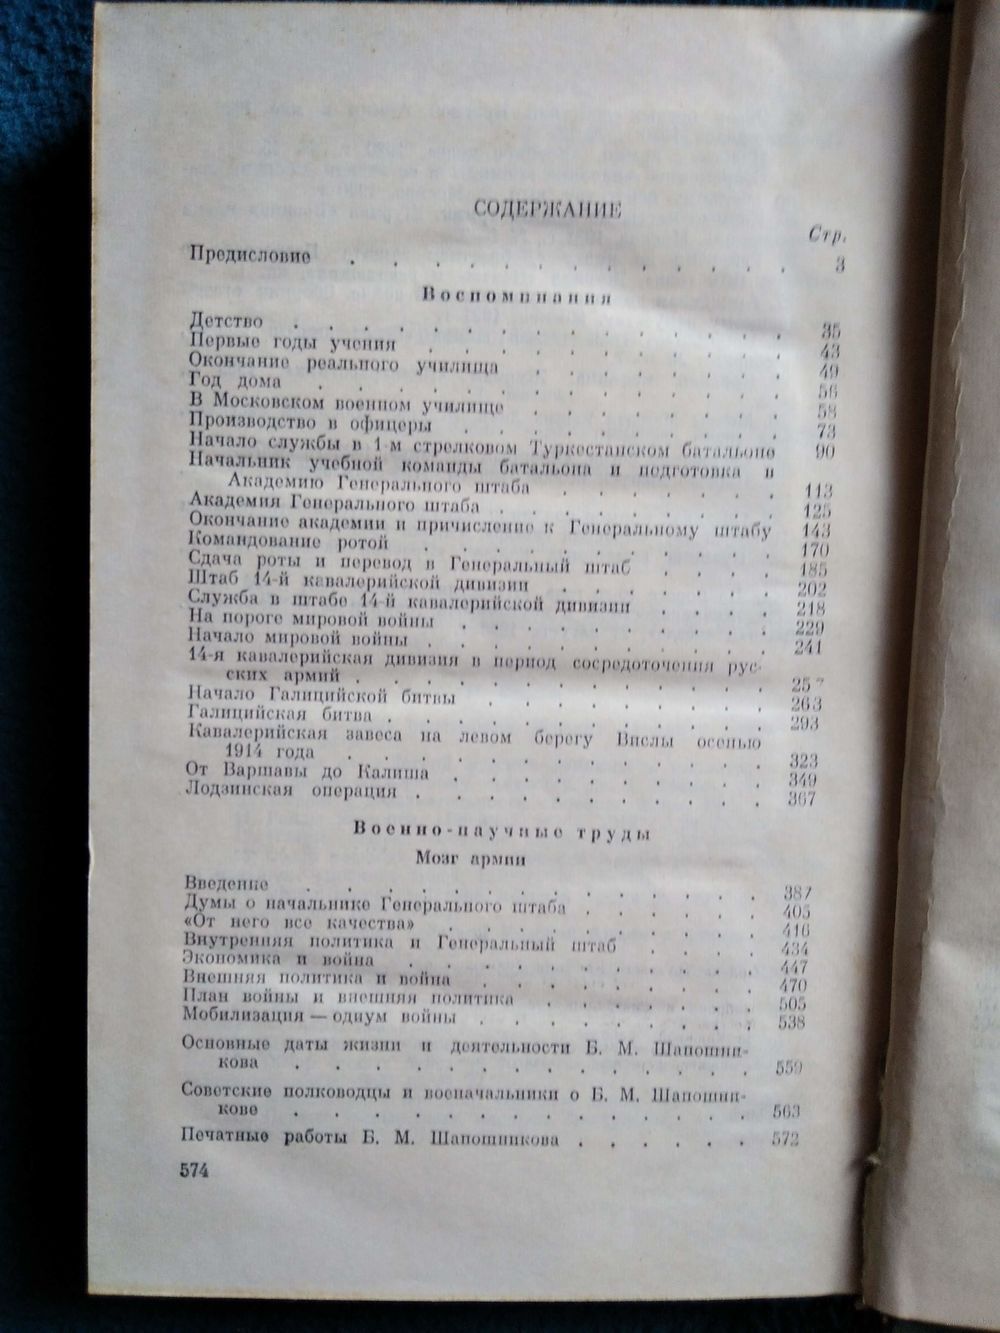 СОДЕРЖАНИЕ
Стр.
Предисловие . . . . . . . . . . . . . 3
Воспоминания
Детство . . . . . . . . . . . . . . 35
Первые годы учения . . . . . . . . . . 43
Окончание реального училища . . . . . . . 49
Год дома . . . . . . . . . . . . . 56
В Московском военном училище . . . . . . 58
Производство в офицеры . . . . . . . . 73
Начало службы в 1-м стрелковом Туркестанском батальоне 90
Начальник учебной команды батальона и подготовка в
Академию Генерального штаба . . . . . . 113
Академия Генерального штаба . . . . . . . 125
Окончание академии и причисление к Генеральному штабу 143
Командование ротой . . . . . . . . . . 170
Сдача роты и перевод в Генеральный штаб . . . . 185
Штаб 14-й кавалерийской дивизии . . . . . . 202
Служба в штабе 14-й кавалерийской дивизии . . . . 218
На пороге мировой войны . . . . . . . . 229
Начало мировой войны . . . . . . . . . 241
14-я кавалерийская дивизия в период сосредоточения рус-
ских армий . . . . . . . . . . . . 257
Начало Галицийской битвы . . . . . . . . 263
Галицийская битва . . . . . . . . . . 293
Кавалерийская завеса на левом берегу Вислы осенью
1914 года . . . . . . . . . . . . 323
От Варшавы до Калиша . . . . . . . . . 349
Лодзинская операция . . . . . . . . . . 367
Военно-научные труды
Мозг армии
Введение . . . . . . . . . . . . . 387
Думы о начальнике Генерального штаба . . . . . 405
«От него все качества» . . . . . . . . . 416
Внутренняя политика и Генеральный штаб . . . . 434
Экономика и война . . . . . . . . . . 447
Внешняя политика и война . . . . . . . . 470
План войны и внешняя политика . . . . . . 505
Мобилизация — одиум войны . . . . . . . . 538
Основные даты жизни и деятельности Б. М. Шапошни-
кова . . . . . . . . . . . . . . 559
Советские полководцы и военачальники о Б. М. Шапошни-
кове . . . . . . . . . . . . . . 563
Печатные работы Б. М. Шапошникова . . . . . . 572
574